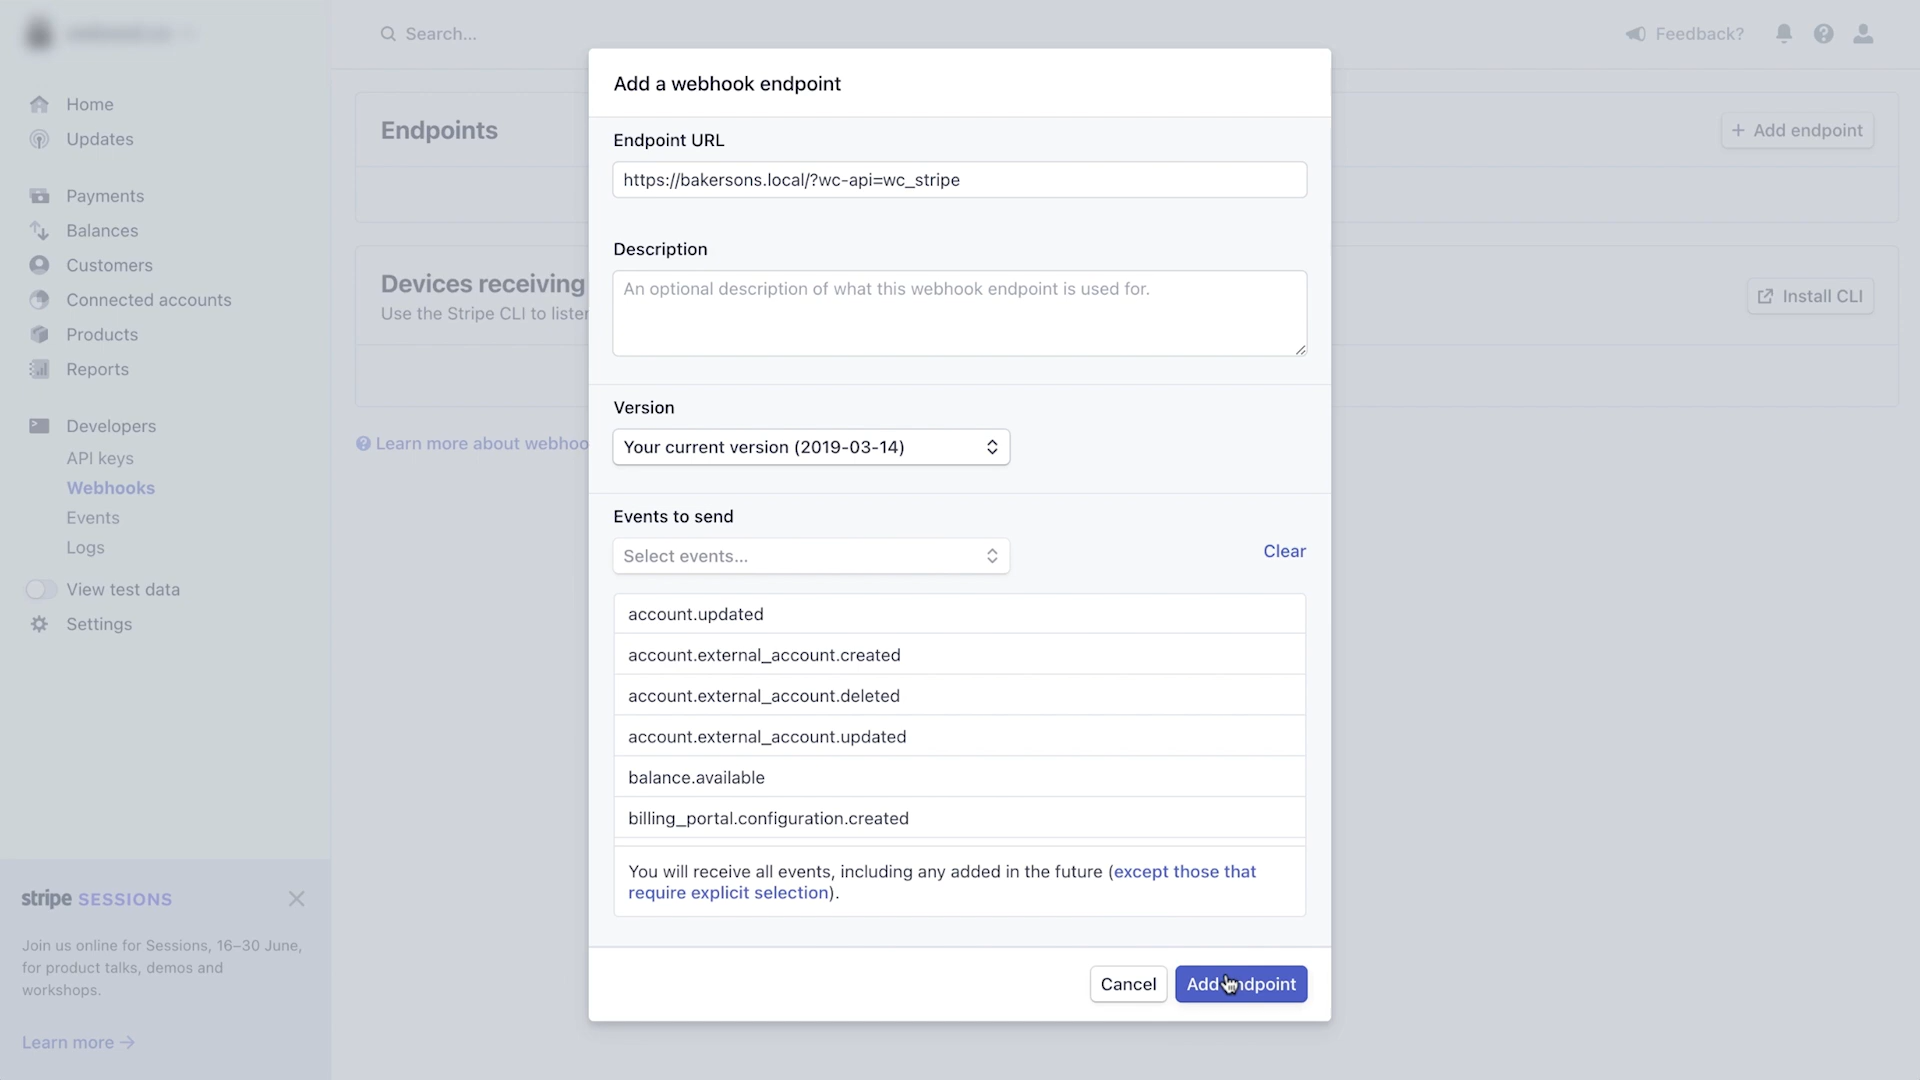 Search...
Feedback?
Home
Updates
Payments
Balances
Customers
Connected accounts
Products
Reports
Developers
API keys
Webhooks
Events
Logs
View test data
Settings
stripe SESSIONS
Join us online for Sessions, 16–30 June,
for product talks, demos and
workshops.
Learn more →
Endpoints
+ Add endpoint
Devices receiving
Use the Stripe CLI to lister
Install CLI
Learn more about webhoo
Add a webhook endpoint
Endpoint URL
https://bakersons.local/?wc-api=wc_stripe
Description
An optional description of what this webhook endpoint is used for.
Version
Your current version (2019-03-14)
Events to send
Select events...
Clear
account.updated
account.external_account.created
account.external_account.deleted
account.external_account.updated
balance.available
billing_portal.configuration.created
You will receive all events, including any added in the future (except those that
require explicit selection).
Cancel
Add endpoint